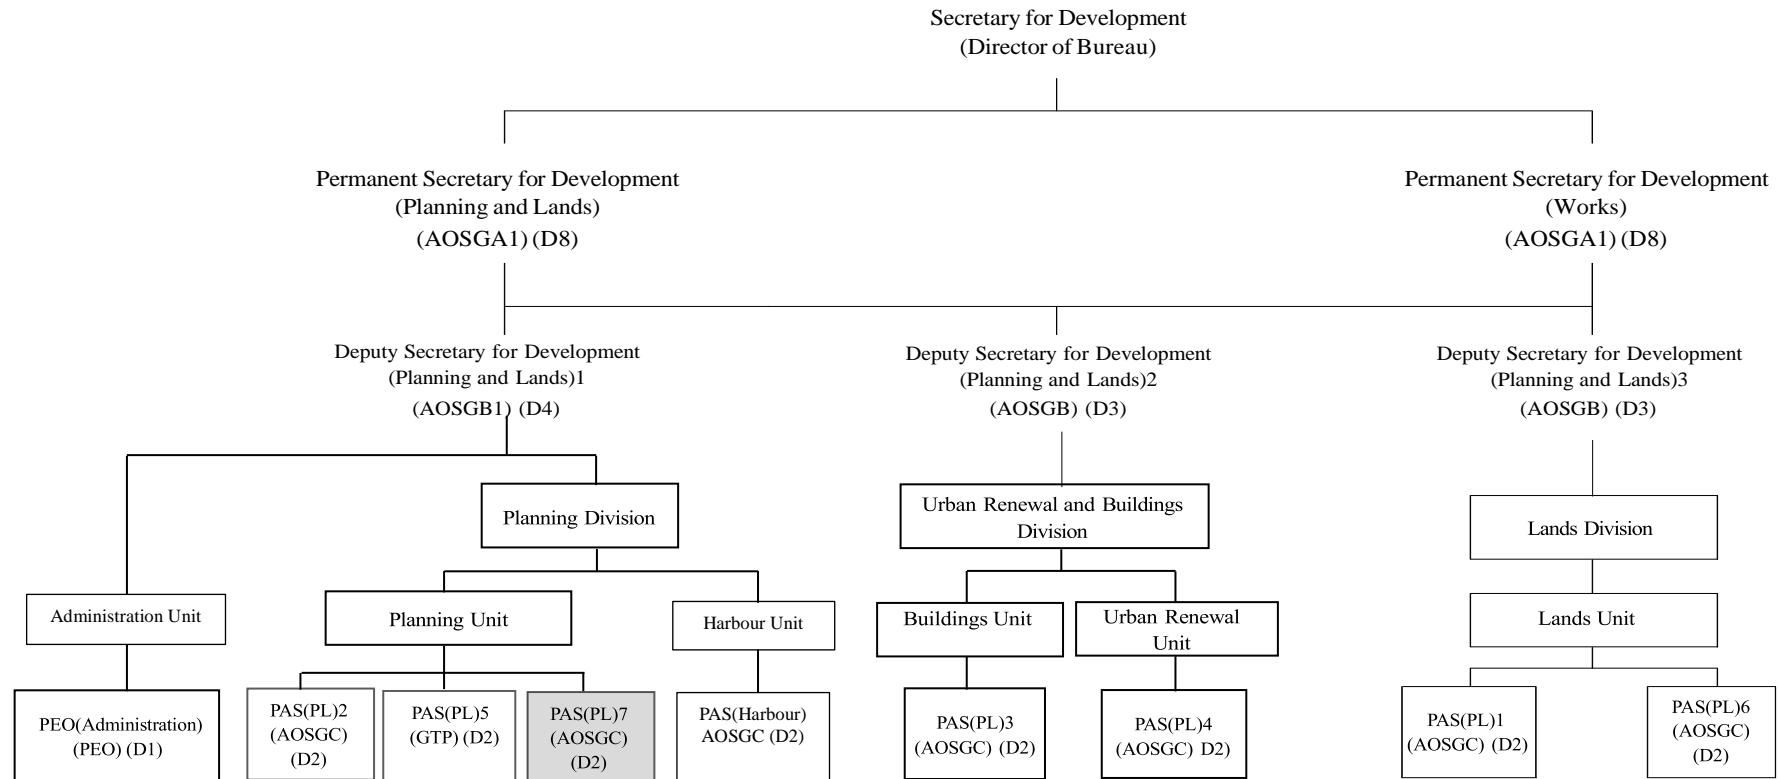 Secretary for Development
(Director of Bureau)
Permanent Secretary for Development
(Planning and Lands)
(AOSGA1) (D8)
Permanent Secretary for Development
(Works)
(AOSGA1) (D8)
Deputy Secretary for Development
(Planning and Lands)1
(AOSGB1) (D4)
Deputy Secretary for Development
(Planning and Lands)2
(AOSGB) (D3)
Deputy Secretary for Development
(Planning and Lands)3
(AOSGB) (D3)
Planning Division
Urban Renewal and Buildings
Division
Lands Division
Administration Unit
Planning Unit
Harbour Unit
Buildings Unit
Urban Renewal
Unit
Lands Unit
PEO(Administration)
(PEO) (D1)
PAS(PL)2
(AOSGC)
(D2)
PAS(PL)5
(GTP) (D2)
PAS(PL)7
(AOSGC)
(D2)
PAS(Harbour)
AOSGC (D2)
PAS(PL)3
(AOSGC) (D2)
PAS(PL)4
(AOSGC) D2)
PAS(PL)1
(AOSGC) (D2)
PAS(PL)6
(AOSGC)
(D2)